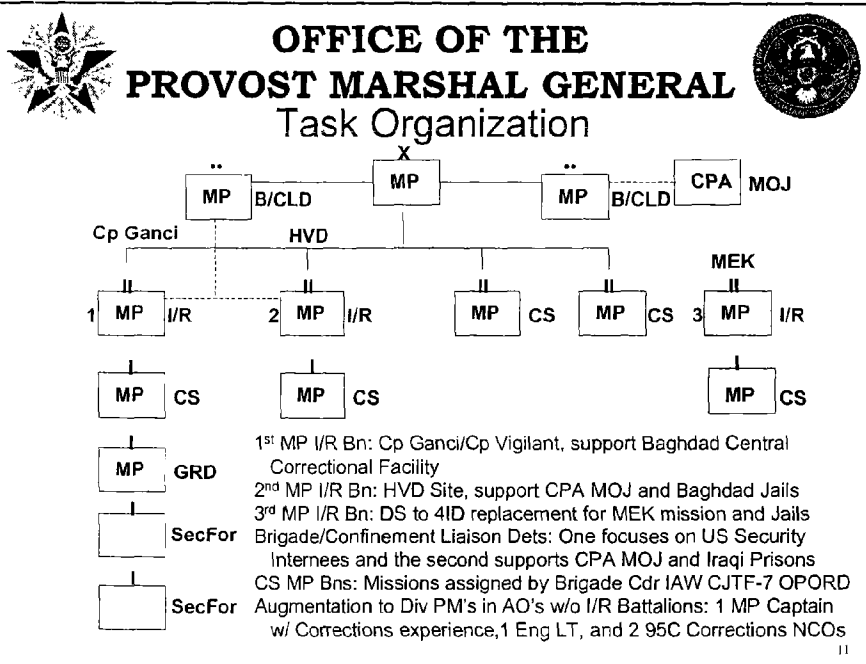 OFFICE OF THE
PROVOST MARSHAL GENERAL
Task Organization
X
MP B/CLD MP MP B/CLD CPA MOJ
Cp Ganci HVD
MEK
II II II II II
1 MP I/R 2 MP I/R MP CS MP CS 3 MP I/R
I I I
MP CS MP CS MP CS
I
MP GRD
I
SecFor
I
SecFor
1st MP I/R Bn: Cp Ganci/Cp Vigilant, support Baghdad Central
Correctional Facility
2nd MP I/R Bn: HVD Site, support CPA MOJ and Baghdad Jails
3rd MP I/R Bn: DS to 4ID replacement for MEK mission and Jails
Brigade/Confinement Liaison Dets: One focuses on US Security
Internees and the second supports CPA MOJ and Iraqi Prisons
CS MP Bns: Missions assigned by Brigade Cdr IAW CJTF-7 OPORD
Augmentation to Div PM's in AO's w/o I/R Battalions: 1 MP Captain
w/ Corrections experience,1 Eng LT, and 2 95C Corrections NCOs
11